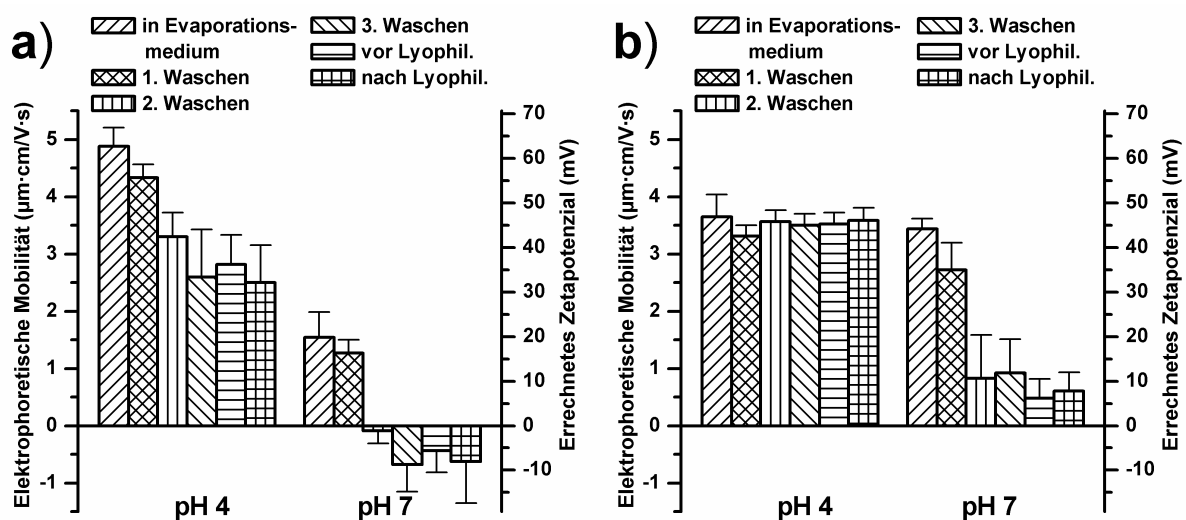 a)
in Evaporations-
medium
1. Waschen
2. Waschen
3. Waschen
vor Lyophil.
nach Lyophil.
Elektrophoretische Mobilität (µm·cm/V·s)
5
4
3
2
1
0
-1
pH 4
pH 7
70
60
50
40
30
20
10
0
-10
Errechnetes Zetapotenzial (mV)
b)
in Evaporations-
medium
1. Waschen
2. Waschen
3. Waschen
vor Lyophil.
nach Lyophil.
Elektrophoretische Mobilität (µm·cm/V·s)
5
4
3
2
1
0
-1
pH 4
pH 7
70
60
50
40
30
20
10
0
-10
Errechnetes Zetapotenzial (mV)